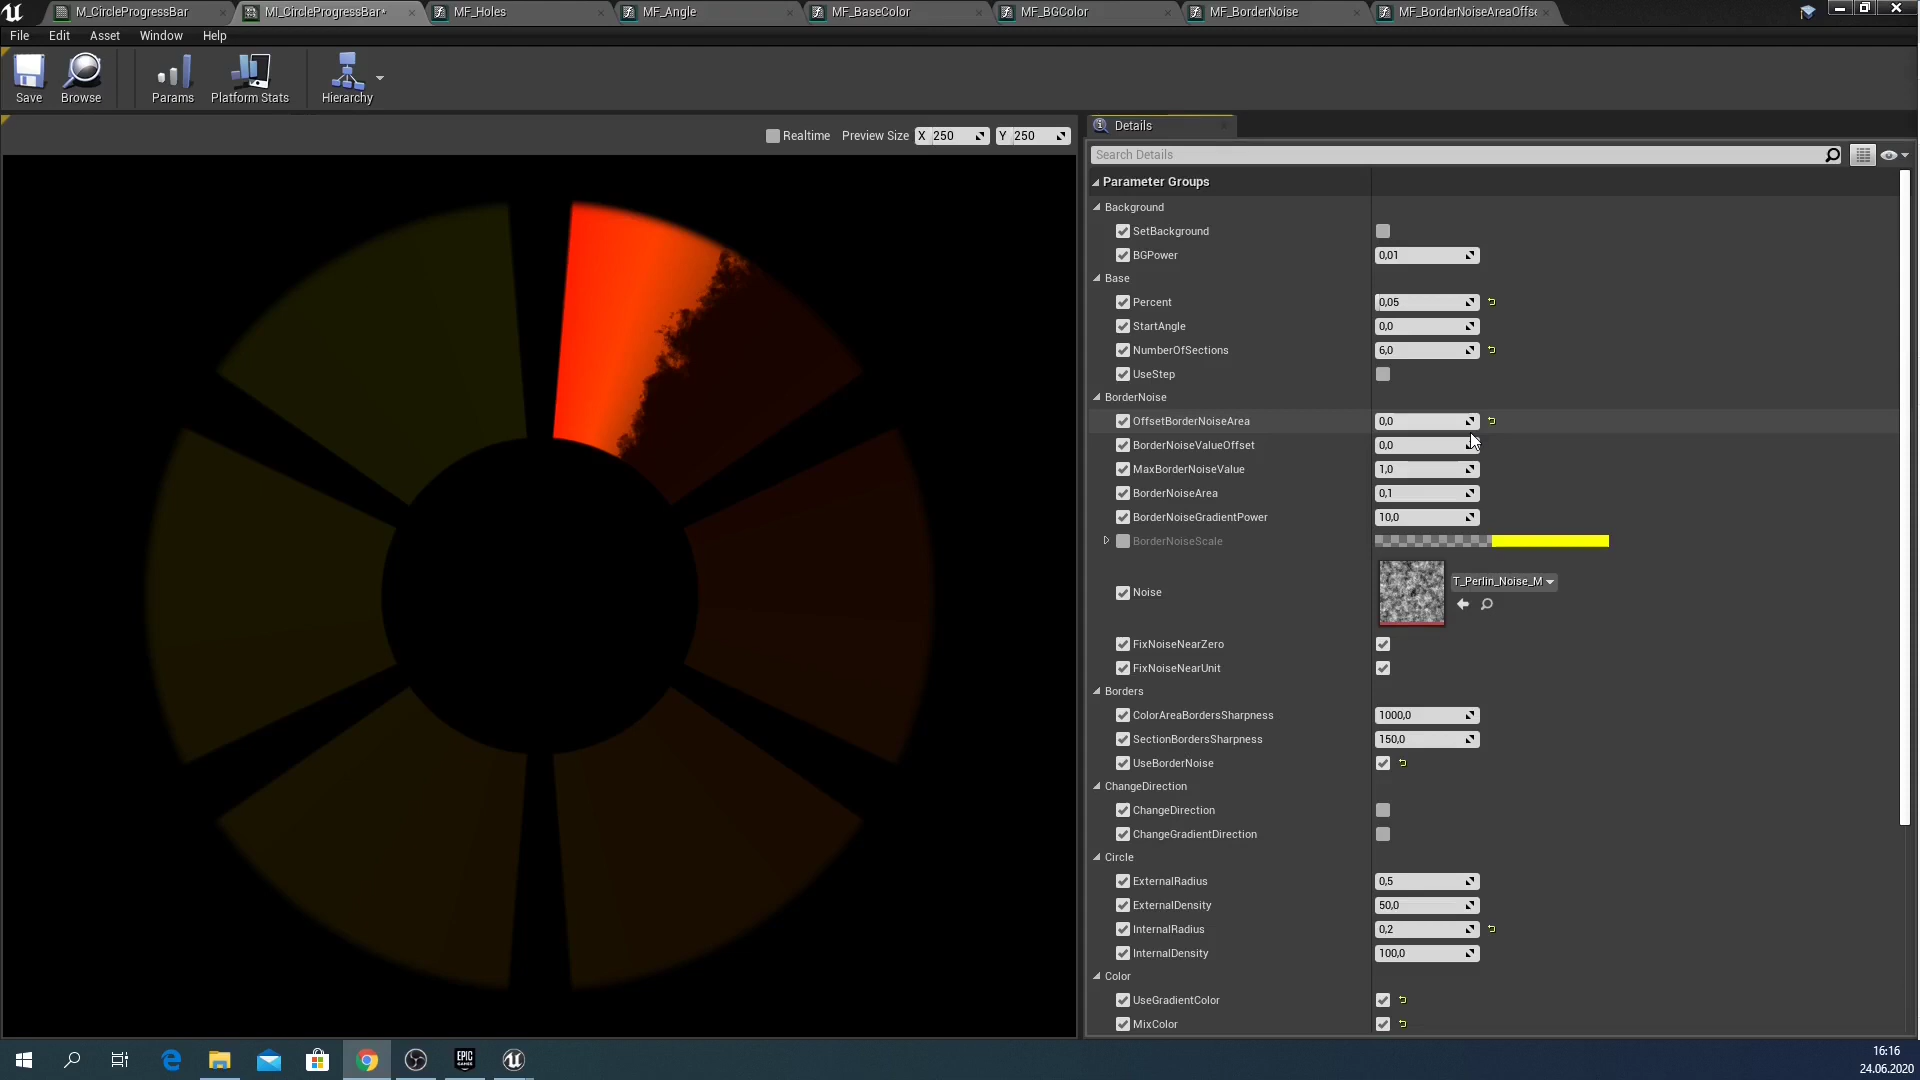 M_CircleProgressBar
MI_CircleProgressBar*
MF_Holes
MF_Angle
MF_BaseColor
MF_BGColor
MF_BorderNoise
MF_BorderNoiseAreaOffse
File Edit Asset Window Help
Save Browse Params Platform Stats Hierarchy
Realtime Preview Size X 250 Y 250
Details
Search Details
Parameter Groups
Background
SetBackground
BGPower 0,01
Base
Percent 0,05
StartAngle 0,0
NumberOfSections 6,0
UseStep
BorderNoise
OffsetBorderNoiseArea 0,0
BorderNoiseValueOffset 0,0
MaxBorderNoiseValue 1,0
BorderNoiseArea 0,1
BorderNoiseGradientPower 10,0
BorderNoiseScale
Noise T_Perlin_Noise_M
FixNoiseNearZero
FixNoiseNearUnit
Borders
ColorAreaBordersSharpness 1000,0
SectionBordersSharpness 150,0
UseBorderNoise
ChangeDirection
ChangeDirection
ChangeGradientDirection
Circle
ExternalRadius 0,5
ExternalDensity 50,0
InternalRadius 0,2
InternalDensity 100,0
Color
UseGradientColor
MixColor
EPIC
GAMES
16:16
24.06.2020